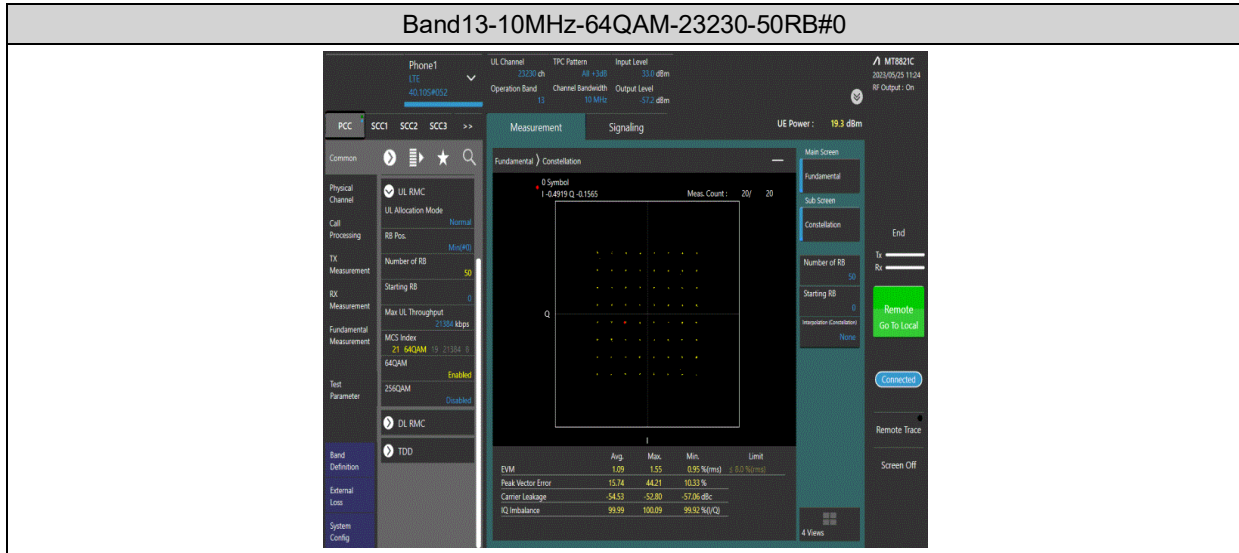 Band13-10MHz-64QAM-23230-50RB#0
Phone1
LTE
40.10S#052
UL Channel TPC Pattern Input Level
23230 ch All +3dB 33.0 dBm
Operation Band Channel Bandwidth Output Level
13 10 MHz -57.2 dBm
MT8821C
2023/05/25 11:24
RF Output : On
PCC SCC1 SCC2 SCC3 >>
Measurement Signaling
UE Power : 19.3 dBm
Common
Physical
Channel
Call
Processing
TX
Measurement
RX
Measurement
Fundamental
Measurement
Test
Parameter
Band
Definition
External
Loss
System
Config
UL RMC
UL Allocation Mode
Normal
RB Pos.
Min(#0)
Number of RB
50
Starting RB
0
Max UL Throughput
21384 kbps
MCS Index
21 64QAM 19 21384 8
64QAM
Enabled
256QAM
Disabled
DL RMC
TDD
Fundamental ) Constellation
0 Symbol
I -0.4919 Q -0.1565
Meas. Count : 20/ 20
Q
I
Avg. Max. Min. Limit
EVM 1.09 1.55 0.95 %(rms) ≤ 8.0 %(rms)
Peak Vector Error 15.74 44.21 10.33 %
Carrier Leakage -54.53 -52.80 -57.06 dBc
IQ Imbalance 99.99 100.09 99.92 %(I/Q)
Main Screen
Fundamental
Sub Screen
Constellation
Number of RB
50
Starting RB
0
Interpolation (Constellation)
None
4 Views
End
Tx
Rx
Remote
Go To Local
Connected
Remote Trace
Screen Off